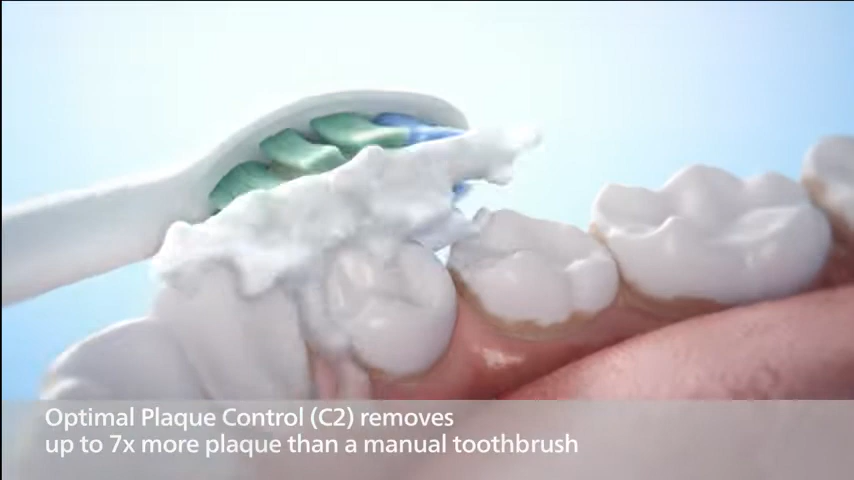 Optimal Plaque Control (C2) removes
up to 7x more plaque than a manual toothbrush